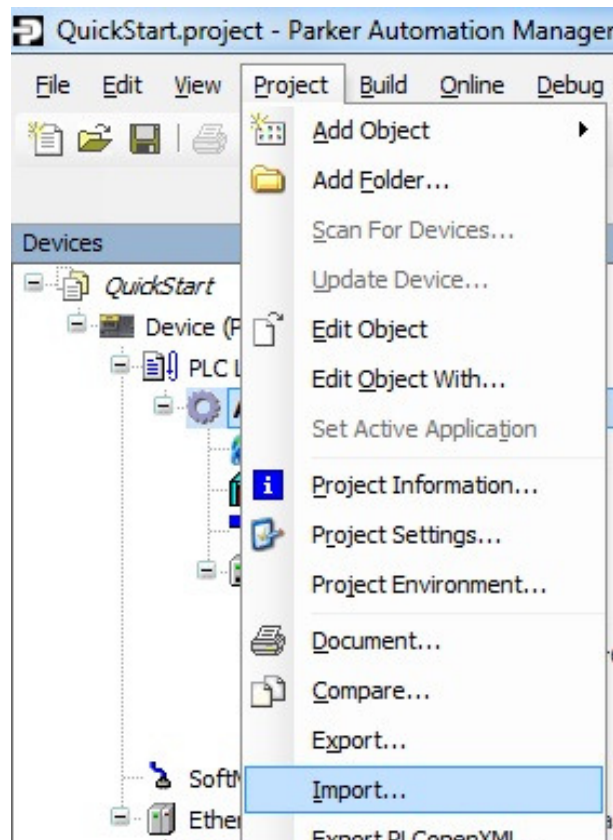 QuickStart.project - Parker Automation Manager
File Edit View Project Build Online Debug
Add Object
Add Folder...
Devices
Scan For Devices...
QuickStart
Update Device...
Device (P
Edit Object
PLC L
Edit Object With...
Set Active Application
Project Information...
Project Settings...
Project Environment...
Document...
Compare...
Export...
SoftM
Import...
Ether
Export PLCopenXML